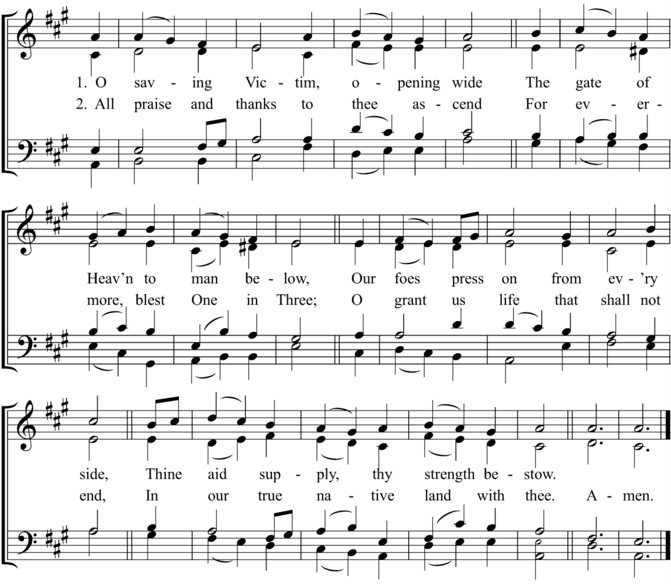 1. O sav - ing Vic - tim, o - pening wide The gate of
2. All praise and thanks to thee as - cend For ev - er-
Heav'n to man be - low, Our foes press on from ev - 'ry
more, blest One in Three; O grant us life that shall not
side, Thine aid sup - ply, thy strength be - stow.
end, In our true na - tive land with thee. A - men.